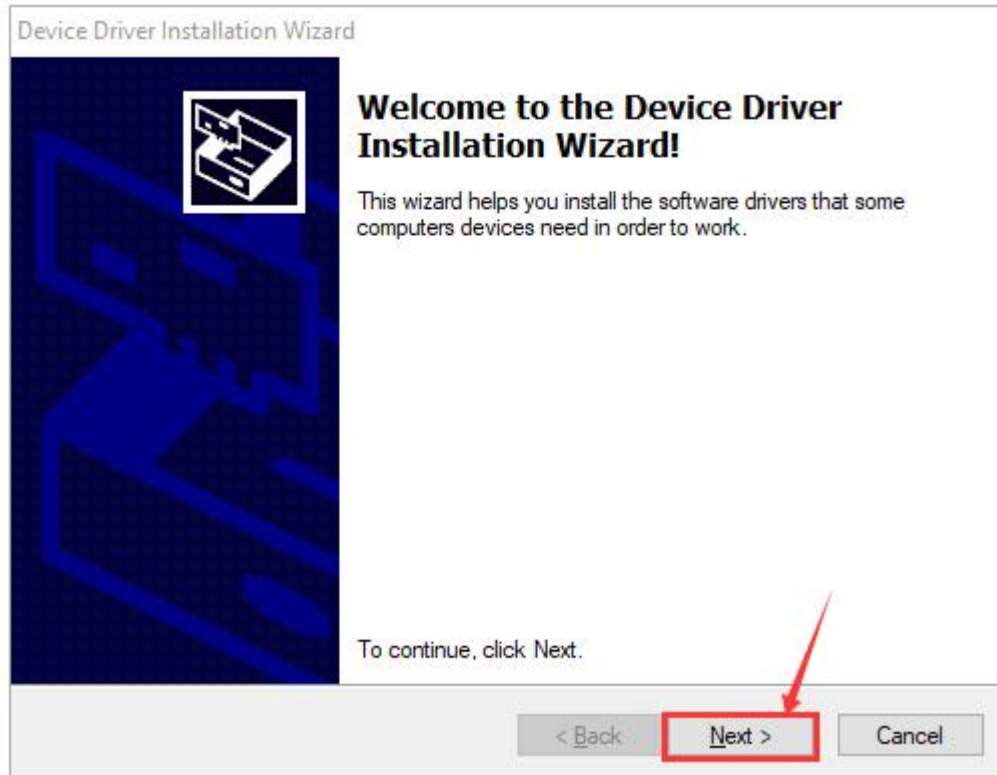 Device Driver Installation Wizard
Welcome to the Device Driver
Installation Wizard!
This wizard helps you install the software drivers that some
computers devices need in order to work.
To continue, click Next.
< Back
Next >
Cancel